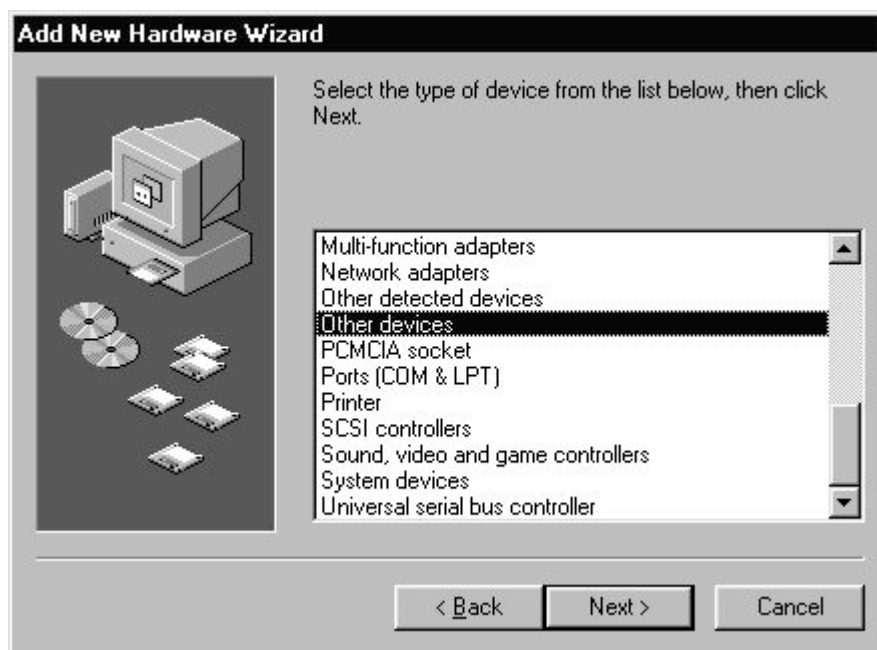 Add New Hardware Wizard
Select the type of device from the list below, then click
Next.
Multi-function adapters
Network adapters
Other detected devices
Other devices
PCMCIA socket
Ports (COM & LPT)
Printer
SCSI controllers
Sound, video and game controllers
System devices
Universal serial bus controller
< Back
Next >
Cancel